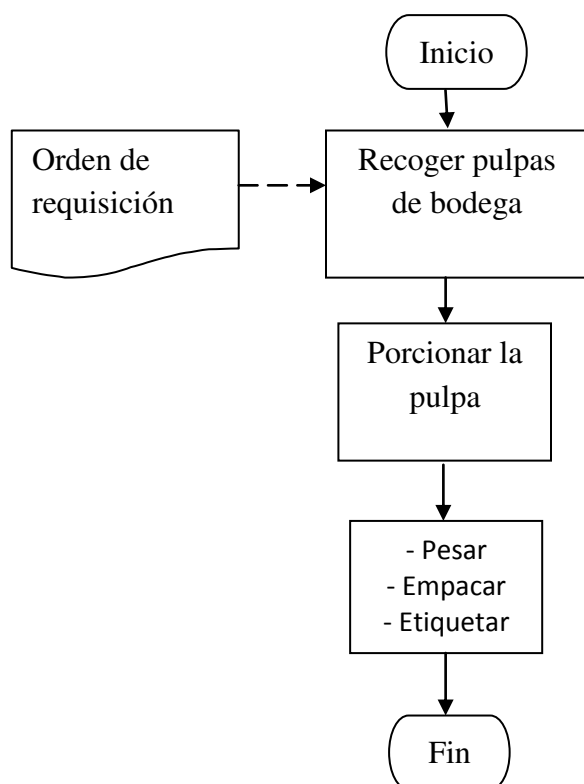 Inicio
Orden de
requisición
Recoger pulpas
de bodega
Porcionar la
pulpa
- Pesar
- Empacar
- Etiquetar
Fin